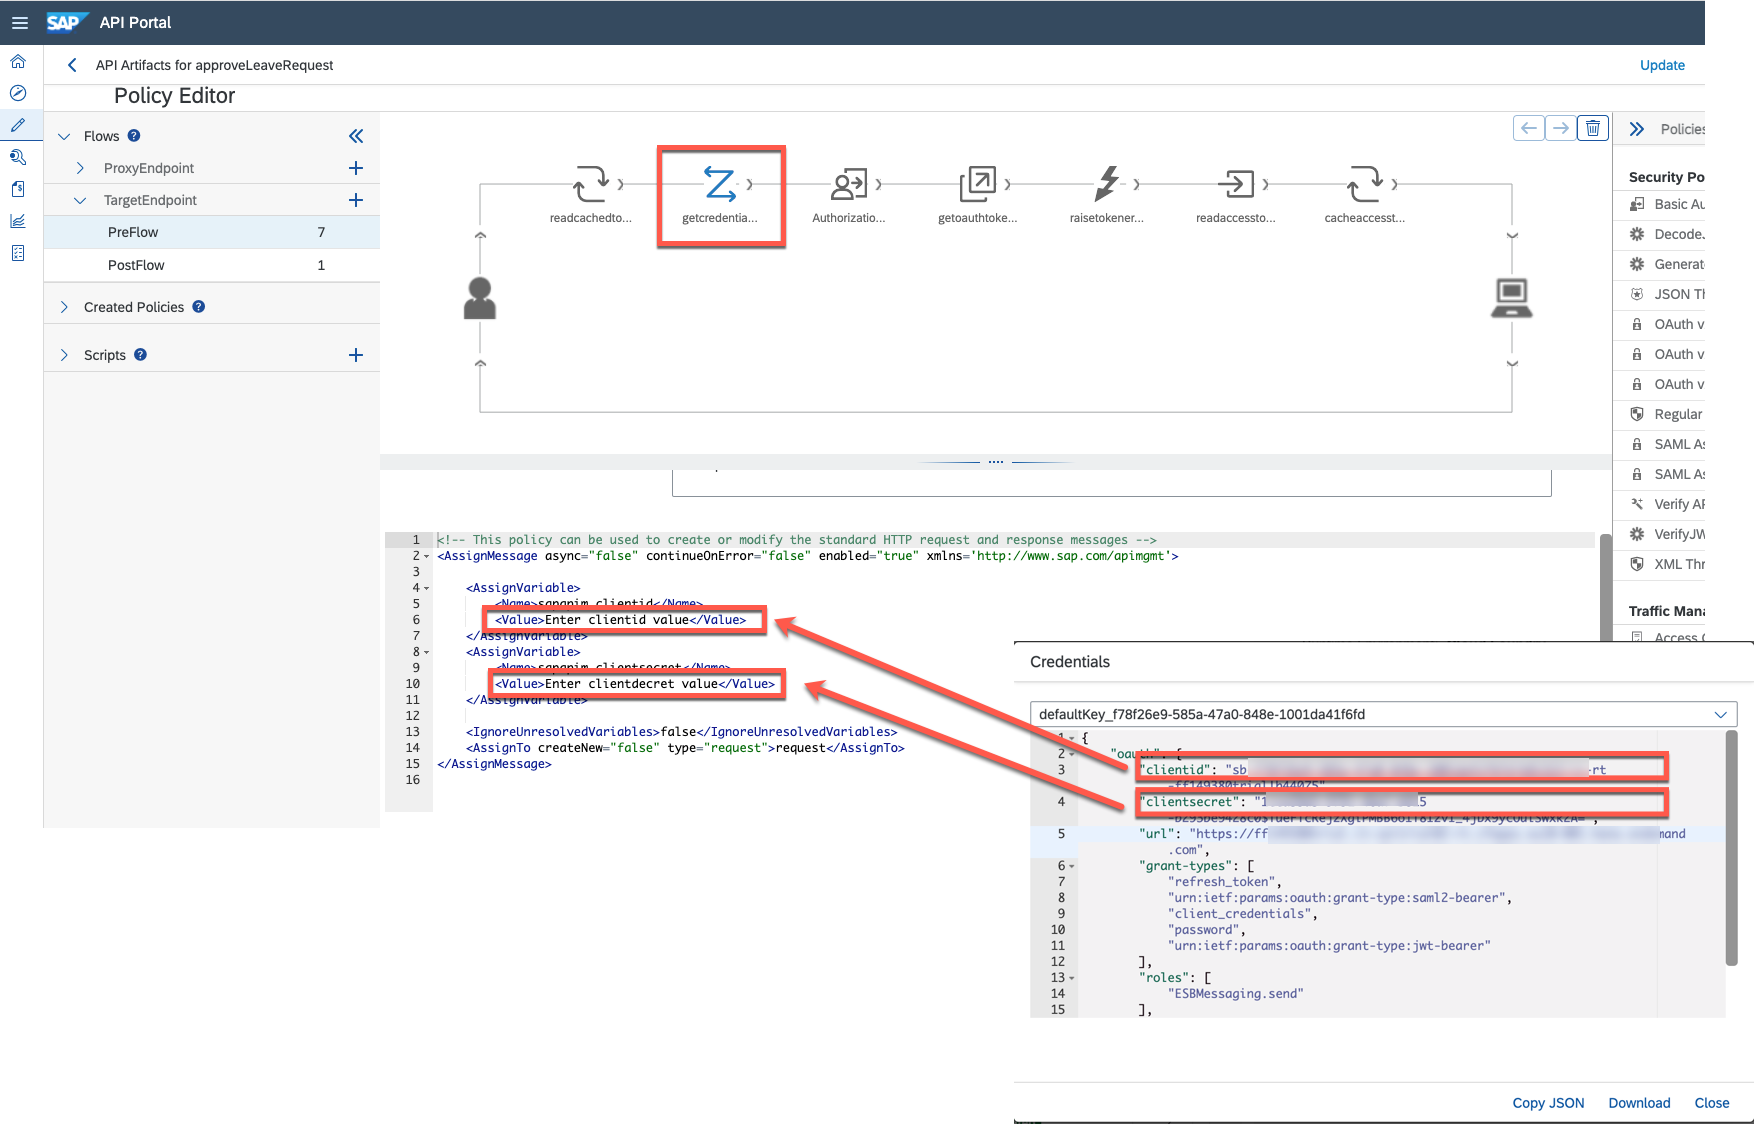 SAP API Portal
API Artifacts for approveLeaveRequest
Update
Policy Editor
Flows
ProxyEndpoint
TargetEndpoint
PreFlow 7
PostFlow 1
Created Policies
Scripts
readcachedto...
getcredentia...
Authorizatio...
getoauthtoke...
raisetokener...
readaccessto...
cacheaccesst...
Policies
Security Po
Basic Au
DecodeJ
Generat
JSON Th
OAuth v
OAuth v
OAuth v
Regular
SAML As
SAML As
Verify AP
VerifyJW
XML Thr
Traffic Mana
Access C
1 <!-- This policy can be used to create or modify the standard HTTP request and response messages -->
2 <AssignMessage async="false" continueOnError="false" enabled="true" xmlns='http://www.sap.com/apimgmt'>
3
4 <AssignVariable>
5 <Name>sapapim.clientid</Name>
6 <Value>Enter clientid value</Value>
7 </AssignVariable>
8 <AssignVariable>
9 <Name>sapapim.clientsecret</Name>
10 <Value>Enter clientdecret value</Value>
11 </AssignVariable>
12
13 <IgnoreUnresolvedVariables>false</IgnoreUnresolvedVariables>
14 <AssignTo createNew="false" type="request">request</AssignTo>
15 </AssignMessage>
16
Credentials
defaultKey_f78f26e9-585a-47a0-848e-1001da41f6fd
1 {
2 "oauth": {
3 "clientid": "sb -rt
4 "clientsecret": "1
5 "url": "https://ff mand
.com",
6 "grant-types": [
7 "refresh_token",
8 "urn:ietf:params:oauth:grant-type:saml2-bearer",
9 "client_credentials",
10 "password",
11 "urn:ietf:params:oauth:grant-type:jwt-bearer"
12 ],
13 "roles": [
14 "ESBMessaging.send"
15 ],
Copy JSON Download Close